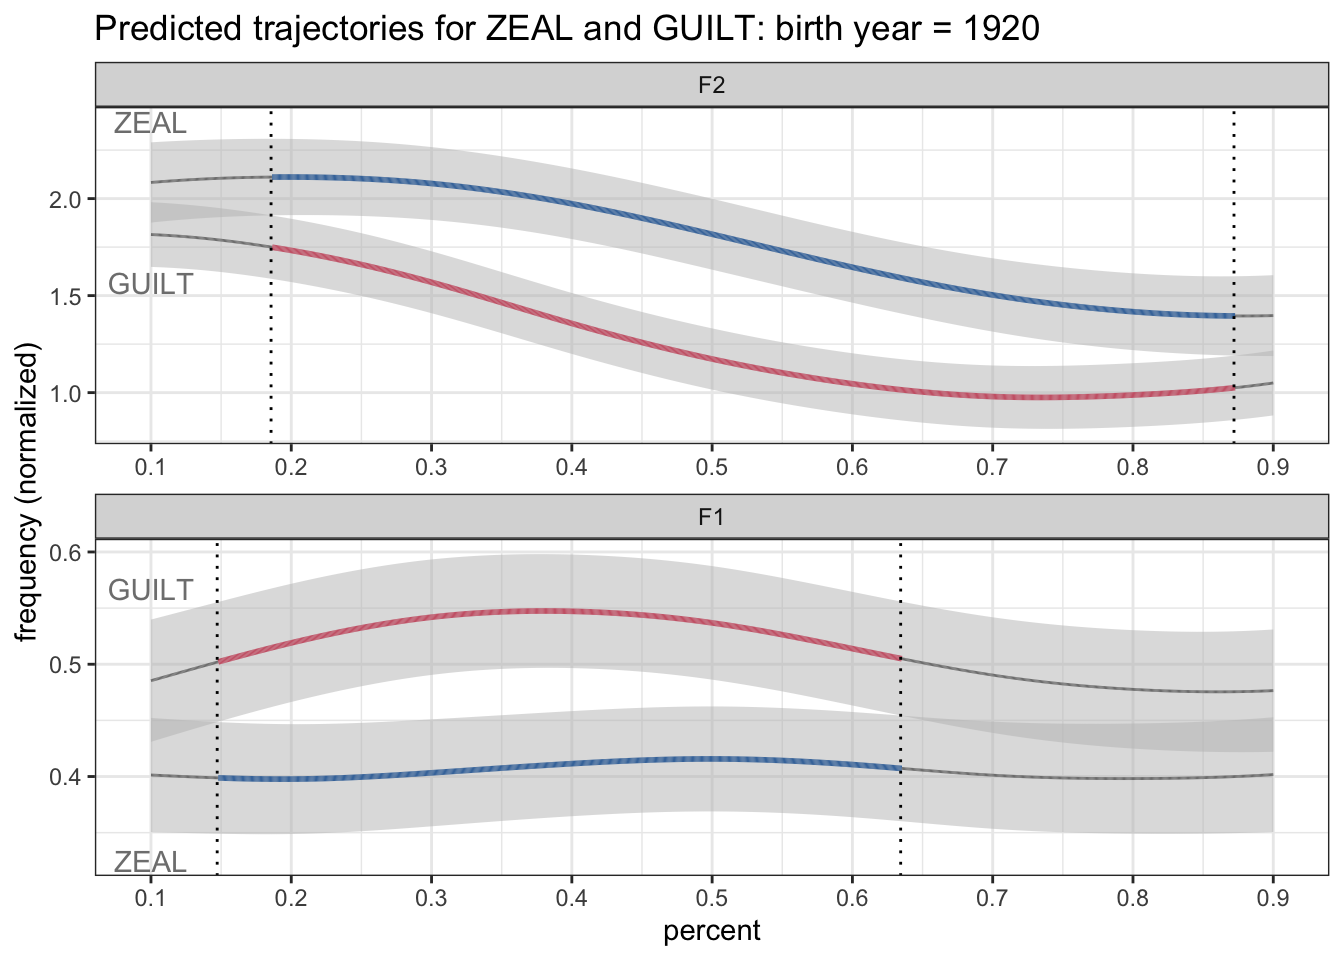 Predicted trajectories for ZEAL and GUILT: birth year = 1920
F2
ZEAL
GUILT
2.0
1.5
1.0
0.1 0.2 0.3 0.4 0.5 0.6 0.7 0.8 0.9
frequency (normalized)
F1
GUILT
ZEAL
0.6
0.5
0.4
0.1 0.2 0.3 0.4 0.5 0.6 0.7 0.8 0.9
percent